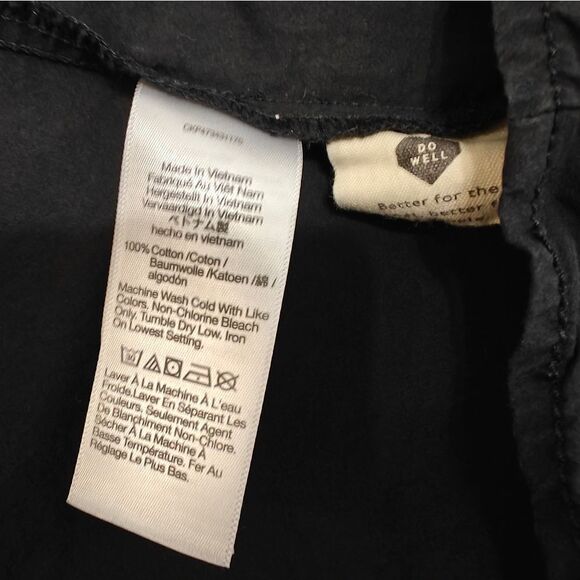 Made In Vietnam
Fabriqué Au Viêt Nam
Hergestellt In Vietnam
Vervaardigd In Vietnam
ベトナム製
hecho en vietnam
100% Cotton /Coton /
Baumwolle /Katoen /綿 /
algodón
Machine Wash Cold With Like
Colors. Non-Chlorine Bleach
Only. Tumble Dry Low. Iron
On Lowest Setting.
Laver À La Machine À L'eau
Froide.Laver En Séparant Les
Couleurs. Seulement Agent
De Blanchiment Non-Chlore.
Sécher À La Machine À
Basse Température. Fer Au
Réglage Le Plus Bas.
DO
WELL
Better for the
better